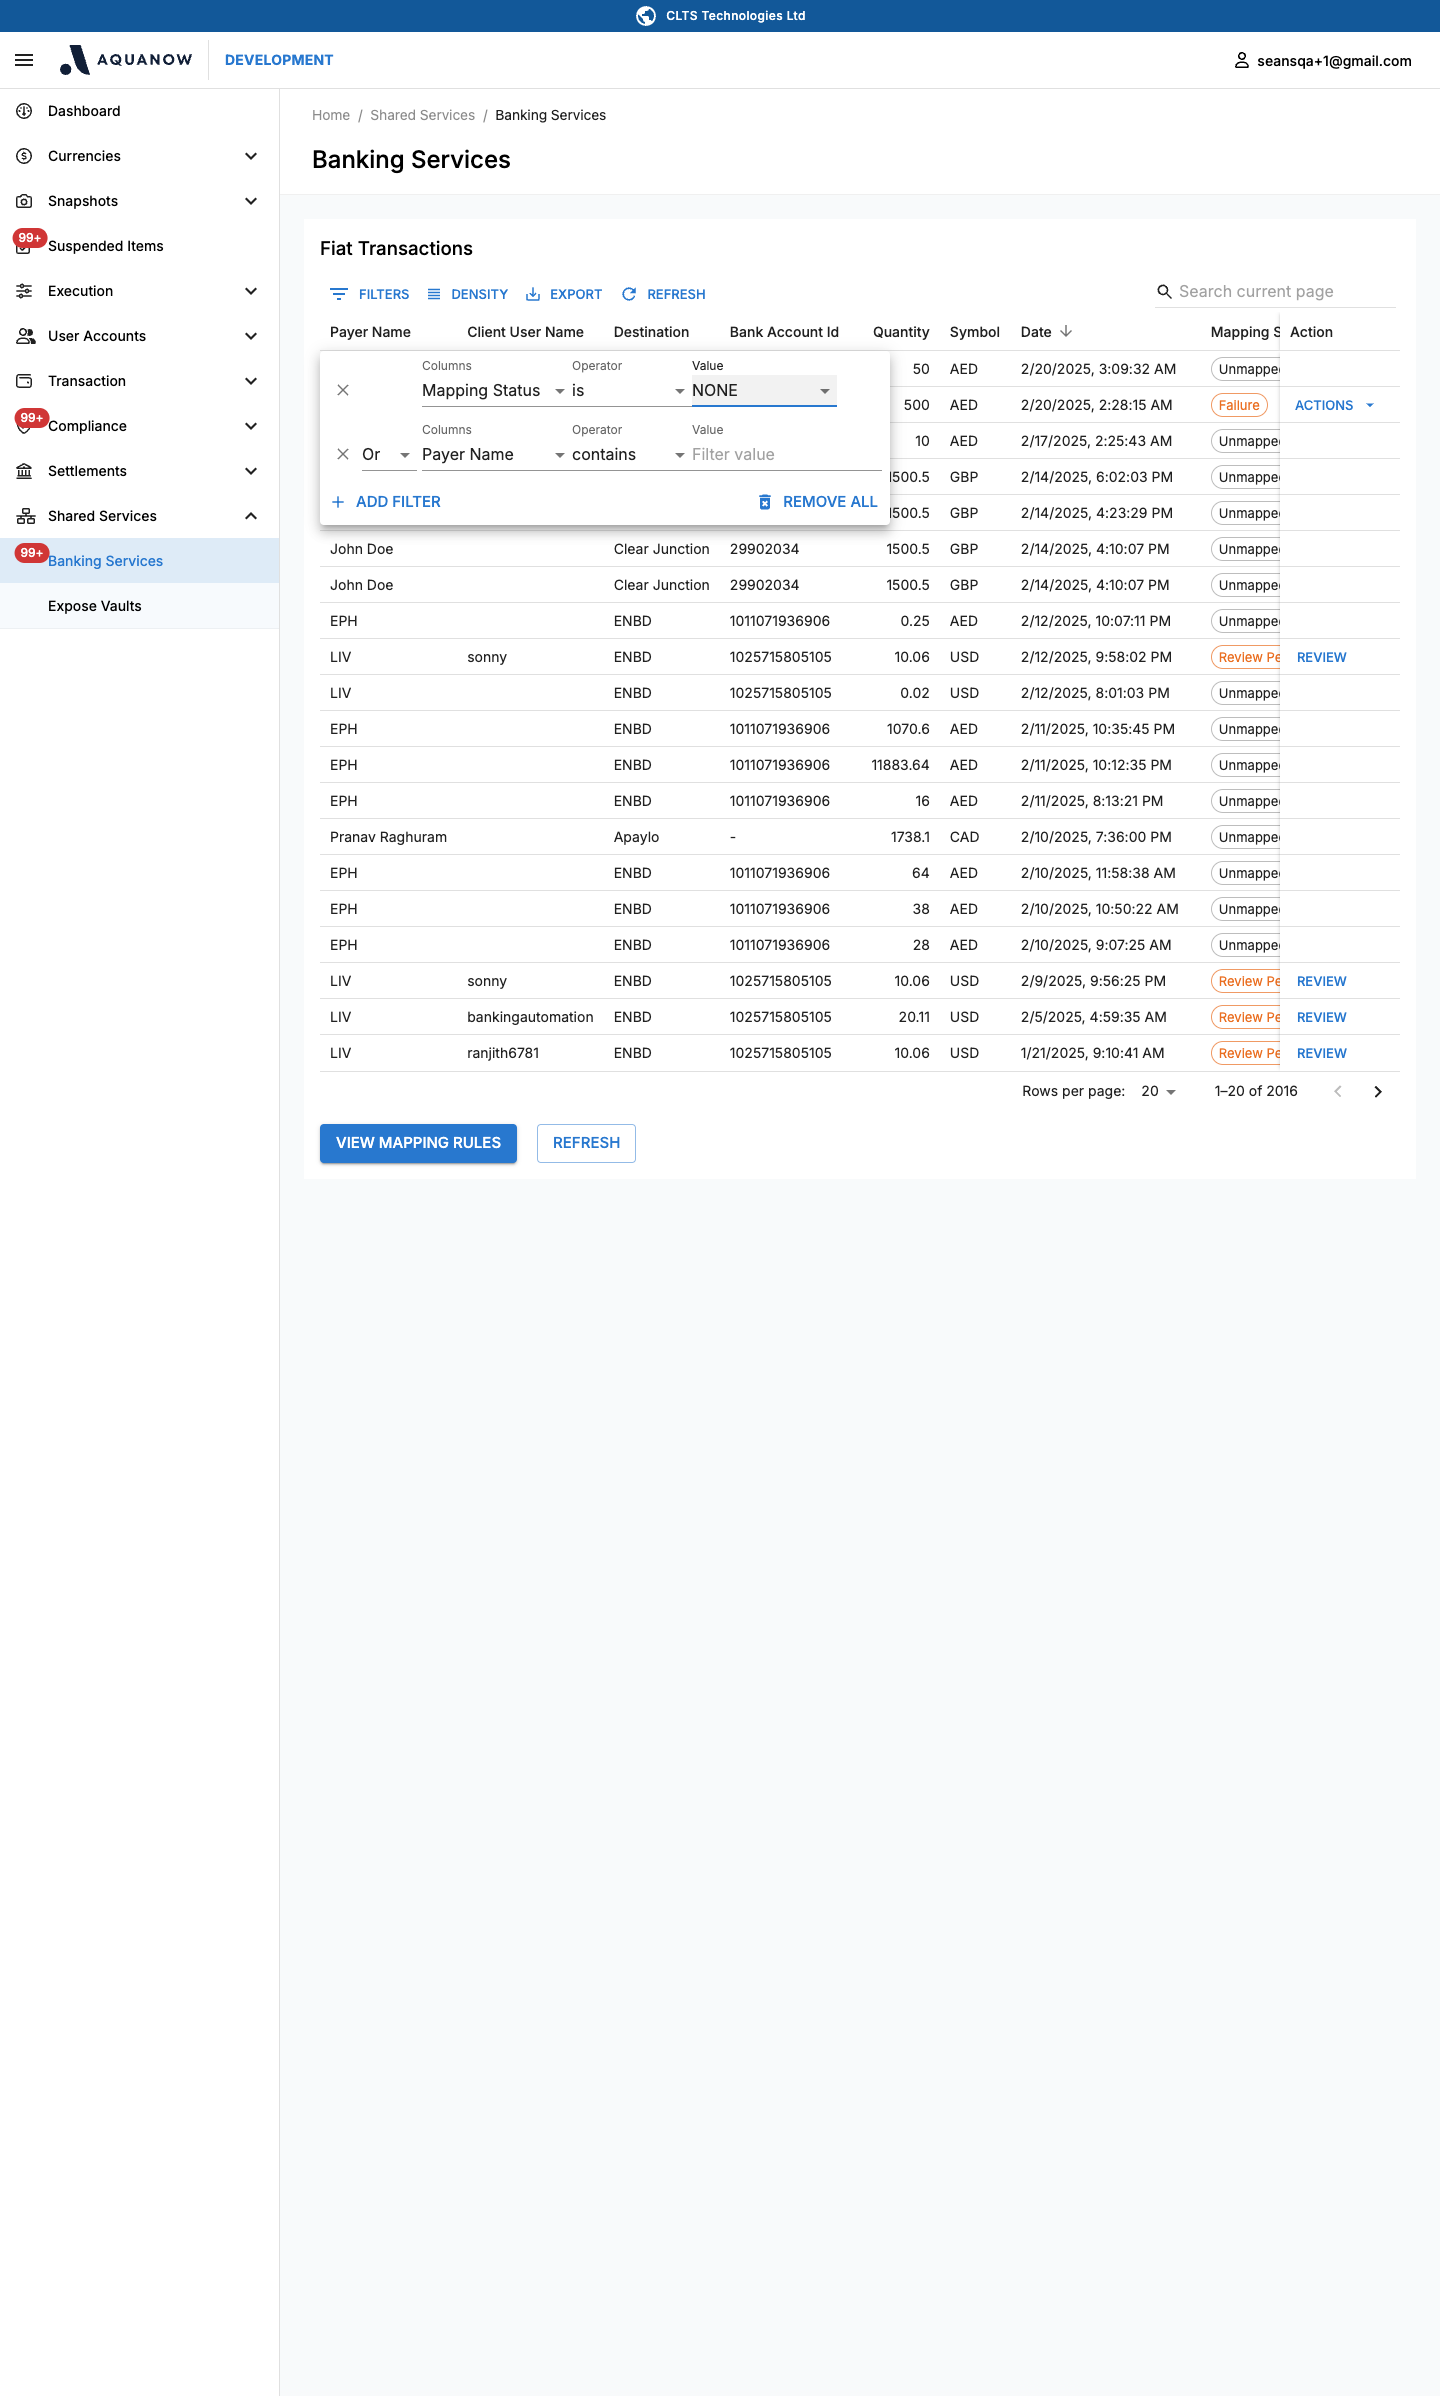 CLTS Technologies Ltd
AQUANOW
DEVELOPMENT
seansqa+1@gmail.com
Dashboard
Currencies
Snapshots
99+
Suspended Items
Execution
User Accounts
Transaction
99+
Compliance
Settlements
Shared Services
99+
Banking Services
Expose Vaults
Home / Shared Services / Banking Services
Banking Services
Fiat Transactions
FILTERS DENSITY EXPORT REFRESH
Search current page
Payer Name Client User Name Destination Bank Account Id Quantity Symbol Date Mapping S Action
Columns Operator Value
Mapping Status is NONE
Columns Operator Value
Or Payer Name contains Filter value
ADD FILTER REMOVE ALL
50 AED 2/20/2025, 3:09:32 AM Unmapped
500 AED 2/20/2025, 2:28:15 AM Failure ACTIONS
10 AED 2/17/2025, 2:25:43 AM Unmapped
1500.5 GBP 2/14/2025, 6:02:03 PM Unmapped
1500.5 GBP 2/14/2025, 4:23:29 PM Unmapped
John Doe Clear Junction 29902034 1500.5 GBP 2/14/2025, 4:10:07 PM Unmapped
John Doe Clear Junction 29902034 1500.5 GBP 2/14/2025, 4:10:07 PM Unmapped
EPH ENBD 1011071936906 0.25 AED 2/12/2025, 10:07:11 PM Unmapped
LIV sonny ENBD 1025715805105 10.06 USD 2/12/2025, 9:58:02 PM Review Pe REVIEW
LIV ENBD 1025715805105 0.02 USD 2/12/2025, 8:01:03 PM Unmapped
EPH ENBD 1011071936906 1070.6 AED 2/11/2025, 10:35:45 PM Unmapped
EPH ENBD 1011071936906 11883.64 AED 2/11/2025, 10:12:35 PM Unmapped
EPH ENBD 1011071936906 16 AED 2/11/2025, 8:13:21 PM Unmapped
Pranav Raghuram Apaylo - 1738.1 CAD 2/10/2025, 7:36:00 PM Unmapped
EPH ENBD 1011071936906 64 AED 2/10/2025, 11:58:38 AM Unmapped
EPH ENBD 1011071936906 38 AED 2/10/2025, 10:50:22 AM Unmapped
EPH ENBD 1011071936906 28 AED 2/10/2025, 9:07:25 AM Unmapped
LIV sonny ENBD 1025715805105 10.06 USD 2/9/2025, 9:56:25 PM Review Pe REVIEW
LIV bankingautomation ENBD 1025715805105 20.11 USD 2/5/2025, 4:59:35 AM Review Pe REVIEW
LIV ranjith6781 ENBD 1025715805105 10.06 USD 1/21/2025, 9:10:41 AM Review Pe REVIEW
Rows per page: 20 1–20 of 2016
VIEW MAPPING RULES REFRESH